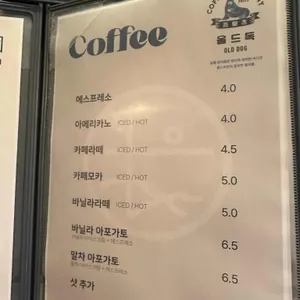 Coffee
올드독
OLD DOG
에스프레소 4.0
아메리카노 ICED / HOT 4.0
카페라떼 ICED / HOT 4.5
카페모카 ICED / HOT 5.0
바닐라라떼 ICED / HOT 5.0
바닐라 아포가토 6.5
말차 아포가토 6.5
샷 추가 0.5